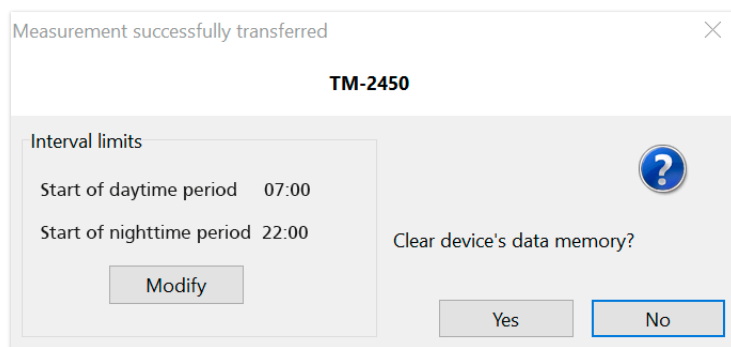 Measurement successfully transferred
TM-2450
Interval limits
Start of daytime period 07:00
Start of nighttime period 22:00
Modify
Clear device's data memory?
Yes
No